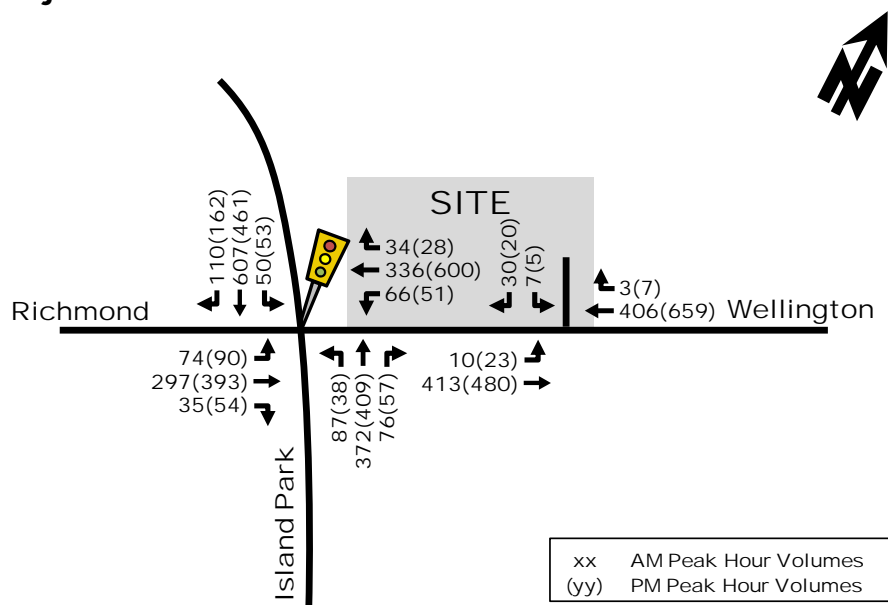 N
SITE
110(162)
607(461)
50(53)
34(28)
336(600)
66(51)
30(20)
7(5)
3(7)
406(659)
Richmond
Wellington
74(90)
297(393)
35(54)
87(38)
372(409)
76(57)
10(23)
413(480)
Island Park
xx AM Peak Hour Volumes
(yy) PM Peak Hour Volumes